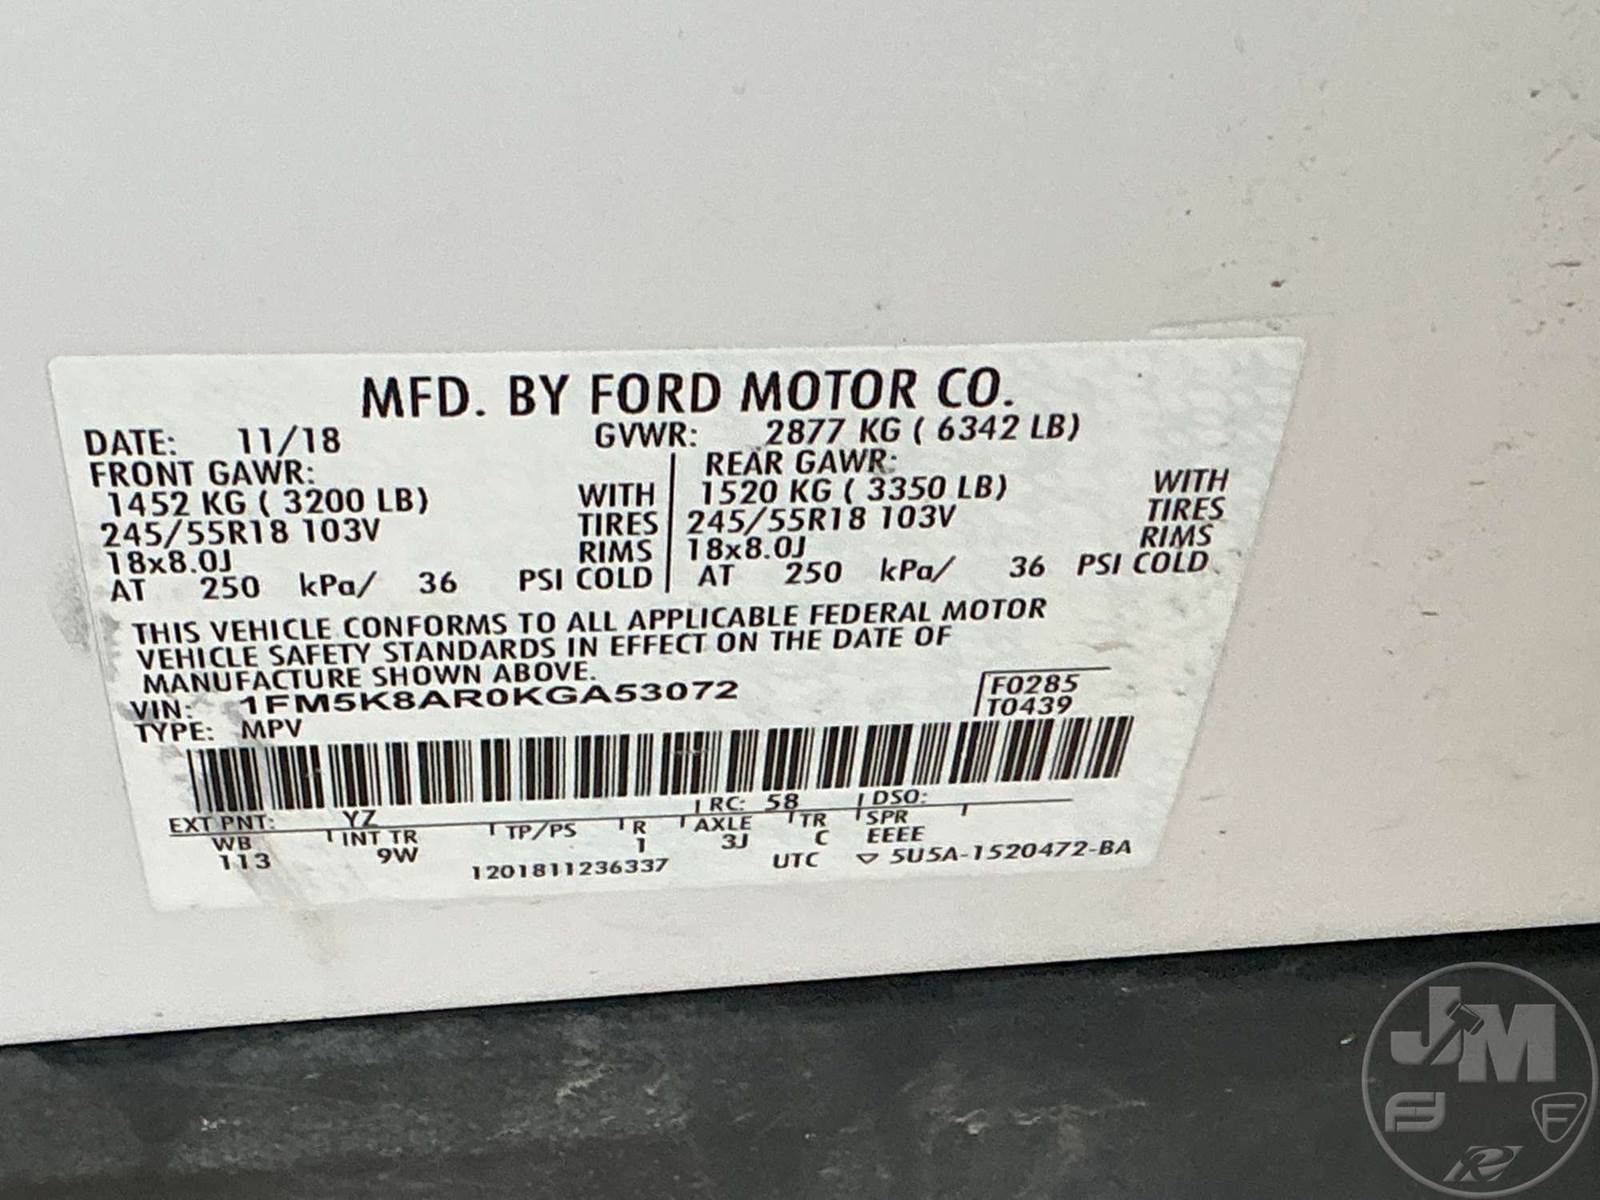 MFD. BY FORD MOTOR CO.
DATE: 11/18 GVWR: 2877 KG ( 6342 LB)
FRONT GAWR: REAR GAWR:
1452 KG ( 3200 LB) WITH 1520 KG ( 3350 LB) WITH
245/55R18 103V TIRES 245/55R18 103V TIRES
18x8.0J RIMS 18x8.0J RIMS
AT 250 kPa/ 36 PSI COLD AT 250 kPa/ 36 PSI COLD
THIS VEHICLE CONFORMS TO ALL APPLICABLE FEDERAL MOTOR
VEHICLE SAFETY STANDARDS IN EFFECT ON THE DATE OF
MANUFACTURE SHOWN ABOVE.
VIN: 1FM5K8AR0KGA53072 F0285
TYPE: MPV T0439
EXT PNT: YZ RC: 58 DSO:
WB INT TR TP/PS R AXLE TR SPR
113 9W 1 3J C EEEE
1201811236337 UTC ▽ 5U5A-1520472-BA
JM
F